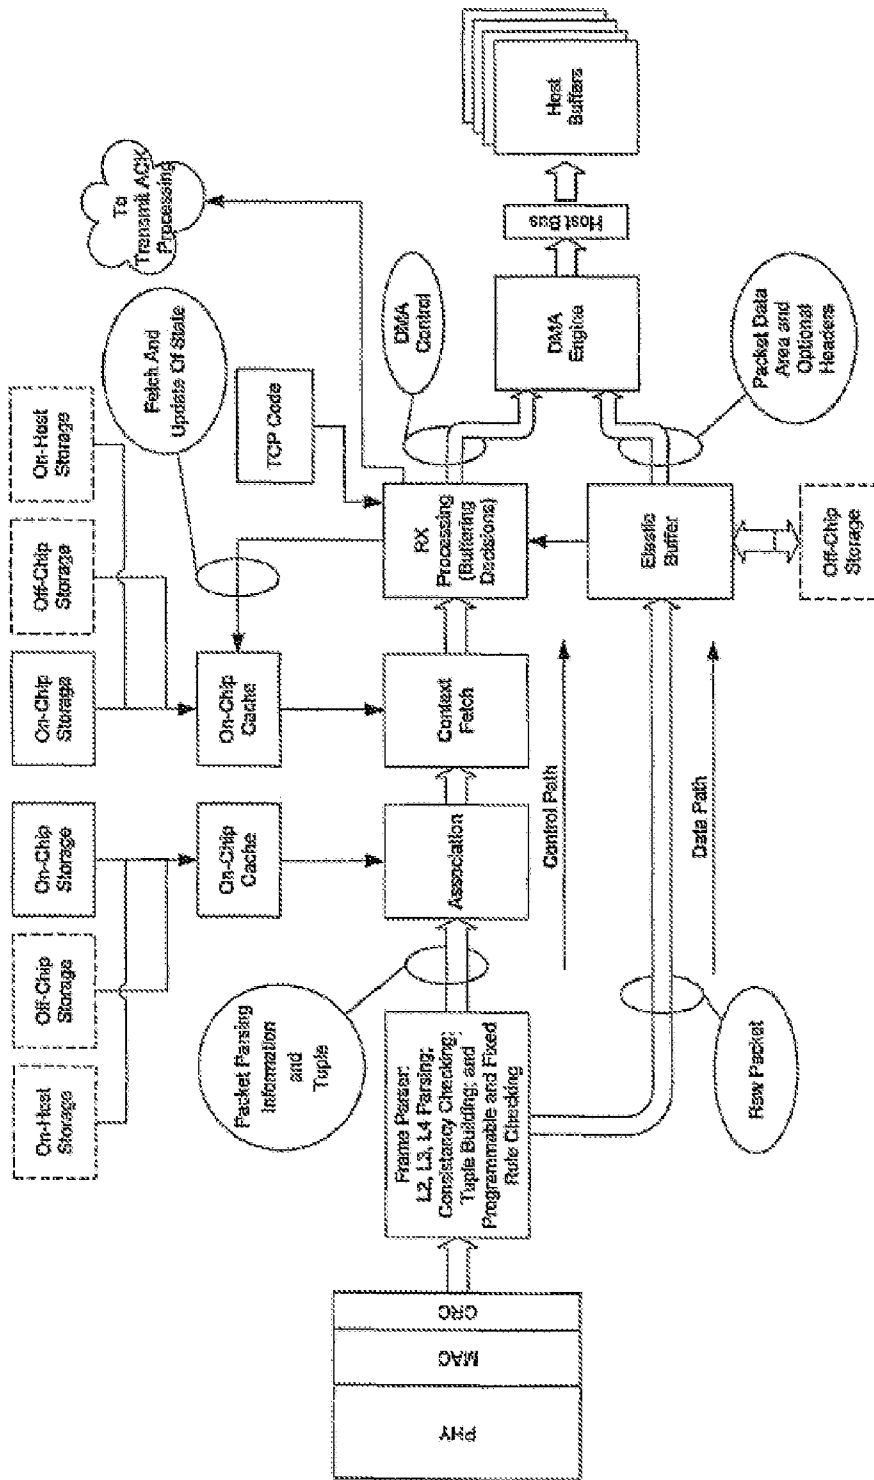 On-Host
Storage
Off-Chip
Storage
On-Chip
Storage
On-Chip
Storage
Off-Chip
Storage
On-Host
Storage
Fetch And
Update Of State
To
Transmit ACK
Processing
On-Chip
Cache
On-Chip
Cache
TCP Code
Packet Parsing
Information
and
Tuple
DMA
Control
PHY
MAC
CRC
Frame Parser:
L2, L3, L4 Parsing;
Consistancy Checking;
Tuple Building; and
Programmable and Fixed
Rule Checking
Association
Context
Fetch
RX
Processing
(Buffering
Decisions)
DMA
Engine
Host Bus
Host
Buffers
Control Path
Data Path
Elastic
Buffer
Raw Packet
Packet Data
Area and
Optional
Headers
Off-Chip
Storage